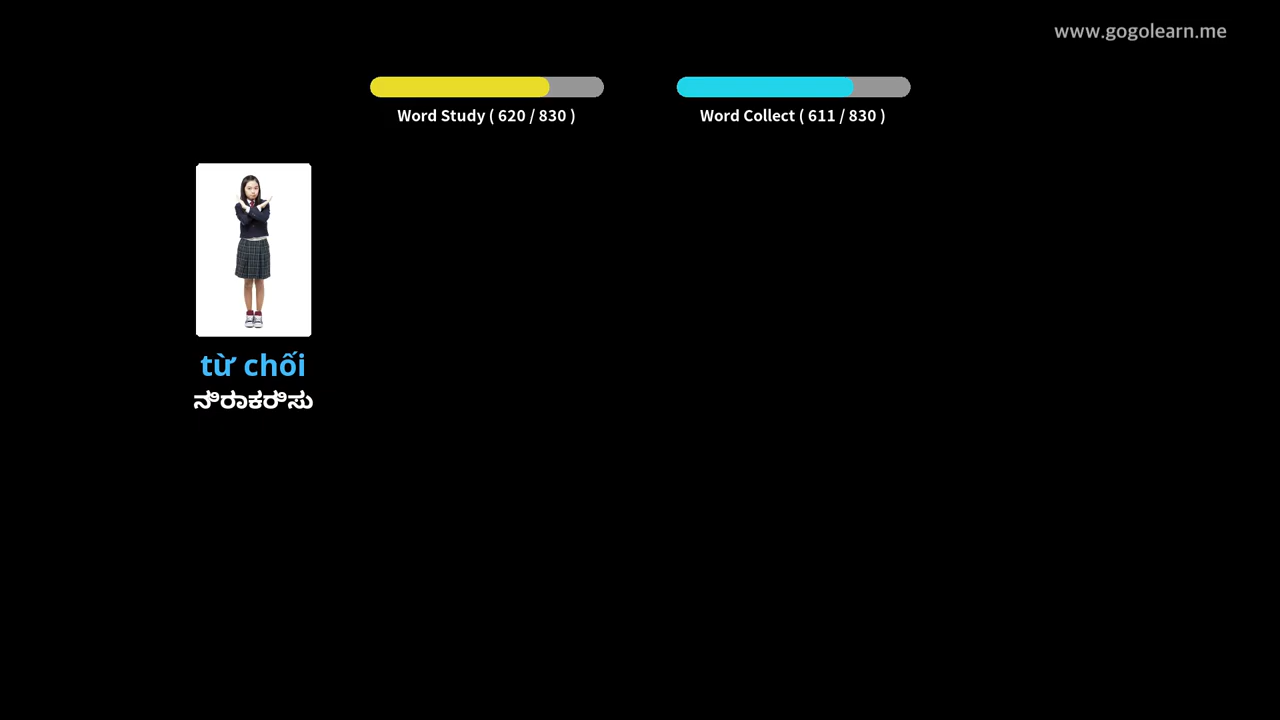 www.gogolearn.me
Word Study ( 620 / 830 )
Word Collect ( 611 / 830 )
từ chối
ನಿರಾಕರಿಸು